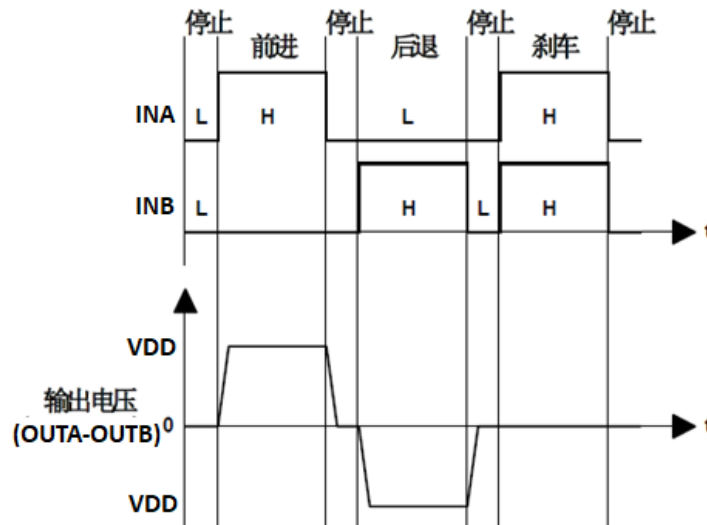 停止 停止 停止 停止
前进 后退 刹车
INA L H L H
INB L H L H
t
VDD
输出电压
(OUTA-OUTB) 0
t
VDD